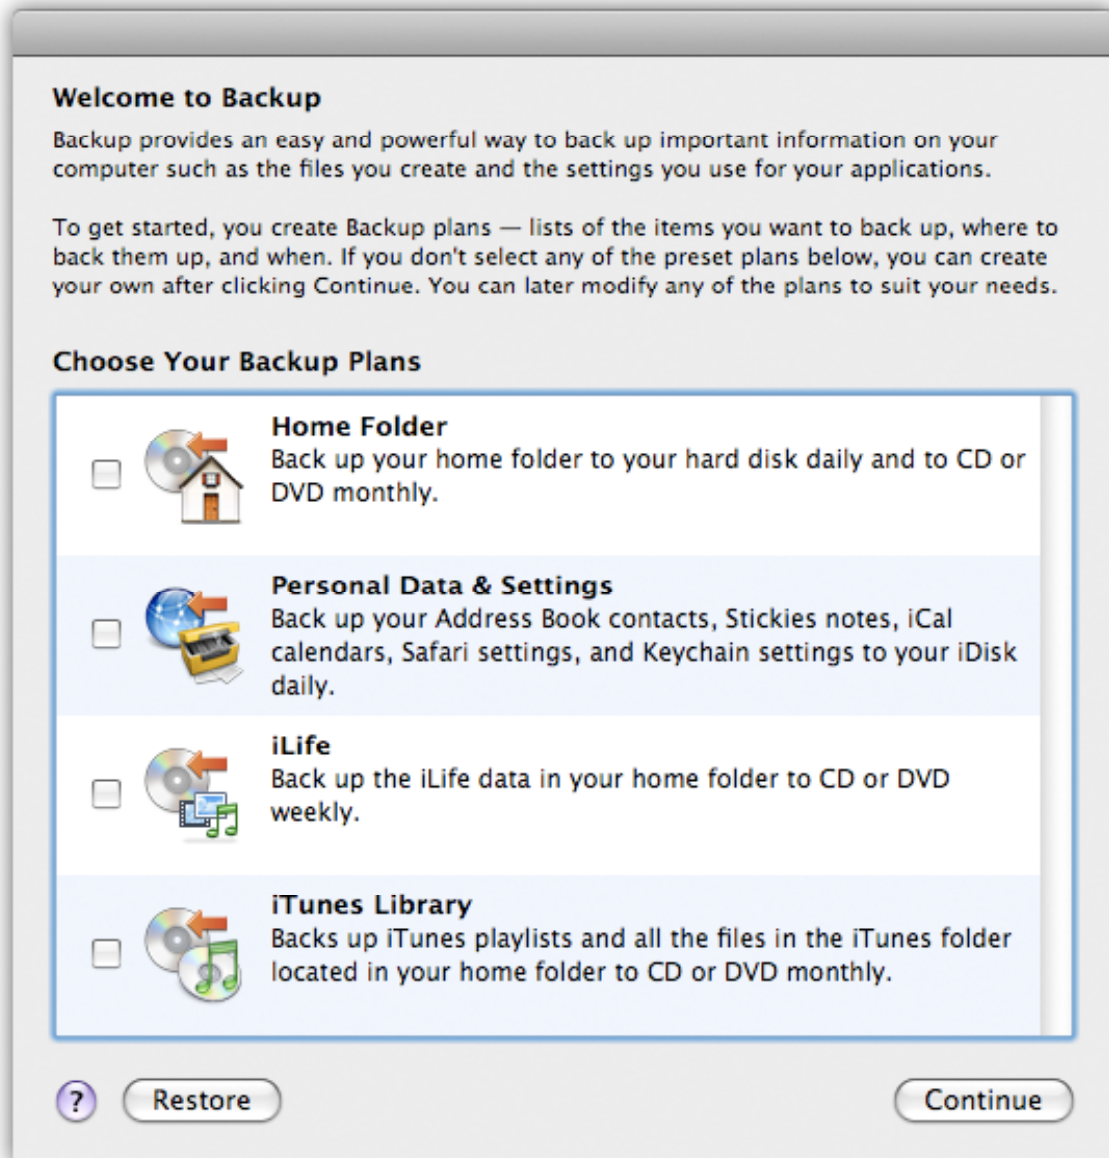 Welcome to Backup
Backup provides an easy and powerful way to back up important information on your
computer such as the files you create and the settings you use for your applications.
To get started, you create Backup plans — lists of the items you want to back up, where to
back them up, and when. If you don't select any of the preset plans below, you can create
your own after clicking Continue. You can later modify any of the plans to suit your needs.
Choose Your Backup Plans
Home Folder
Back up your home folder to your hard disk daily and to CD or
DVD monthly.
Personal Data & Settings
Back up your Address Book contacts, Stickies notes, iCal
calendars, Safari settings, and Keychain settings to your iDisk
daily.
iLife
Back up the iLife data in your home folder to CD or DVD
weekly.
iTunes Library
Backs up iTunes playlists and all the files in the iTunes folder
located in your home folder to CD or DVD monthly.
? Restore Continue